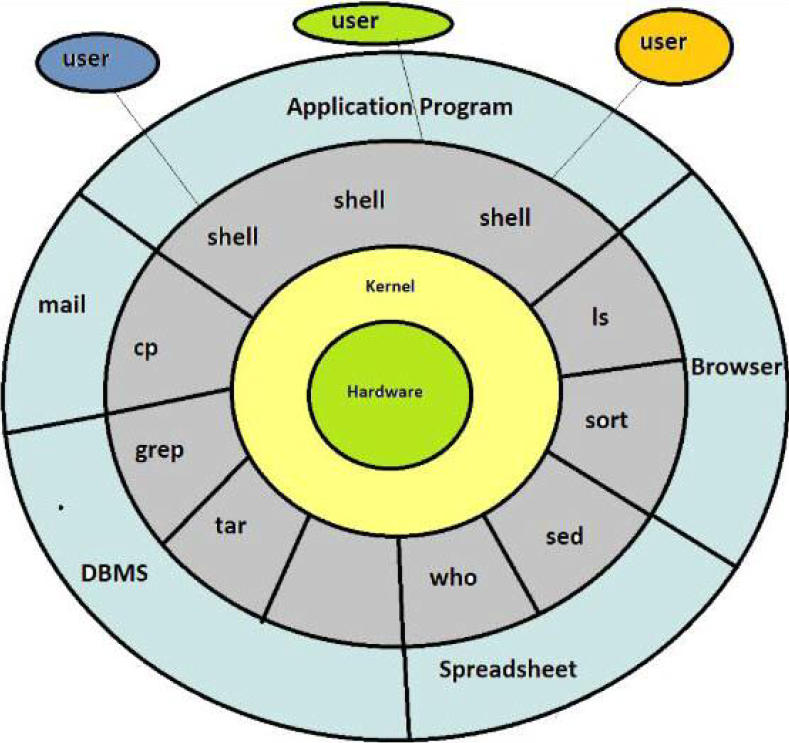 user
user
user
Application Program
shell
shell
shell
Kernel
mail
ls
cp
Browser
Hardware
sort
grep
tar
sed
DBMS
who
Spreadsheet